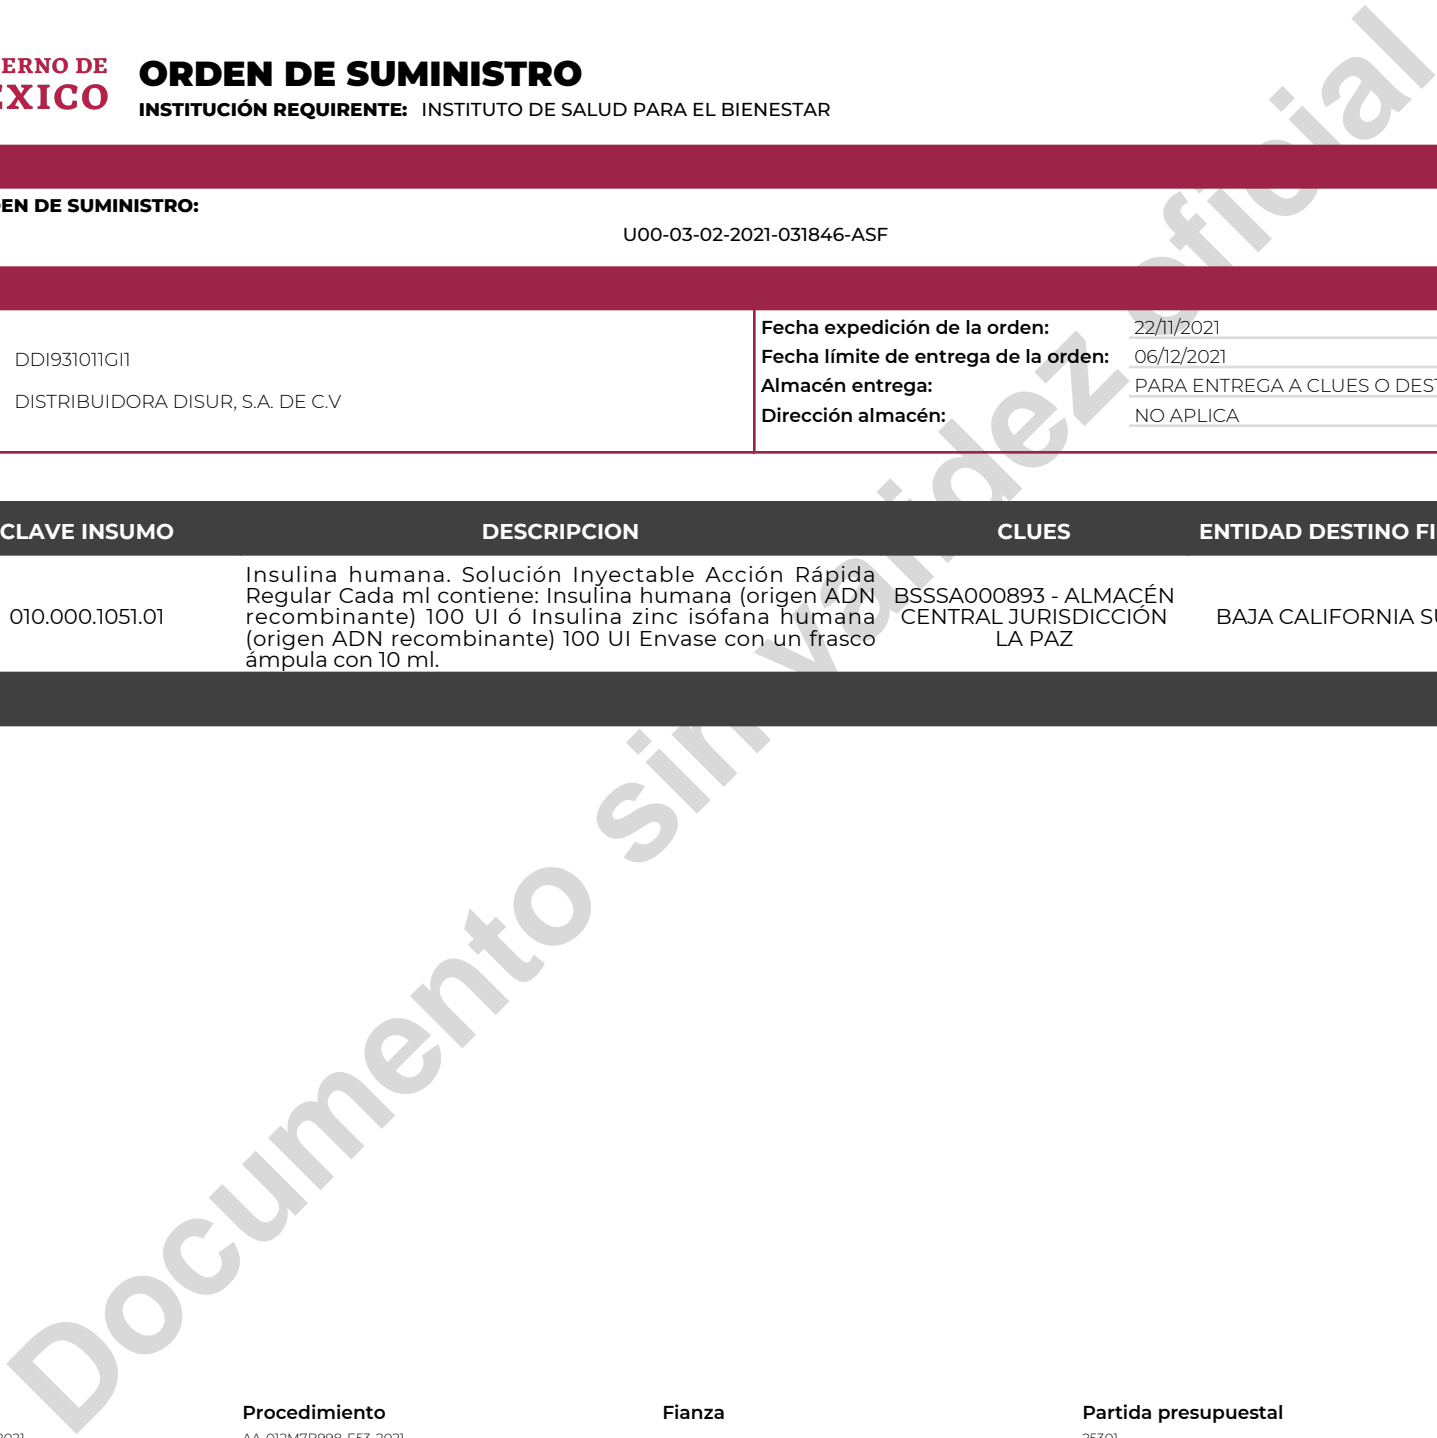 ERNO DE
EXICO
ORDEN DE SUMINISTRO
INSTITUCIÓN REQUIRENTE: INSTITUTO DE SALUD PARA EL BIENESTAR
EN DE SUMINISTRO:
U00-03-02-2021-031846-ASF
DDI931011GI1
DISTRIBUIDORA DISUR, S.A. DE C.V
Fecha expedición de la orden: 22/11/2021
Fecha límite de entrega de la orden: 06/12/2021
Almacén entrega: PARA ENTREGA A CLUES O DEST
Dirección almacén: NO APLICA
CLAVE INSUMO DESCRIPCION CLUES ENTIDAD DESTINO FI
010.000.1051.01
Insulina humana. Solución Inyectable Acción Rápida
Regular Cada ml contiene: Insulina humana (origen ADN
recombinante) 100 UI ó Insulina zinc isófana humana
(origen ADN recombinante) 100 UI Envase con un frasco
ámpula con 10 ml.
BSSSA000893 - ALMACÉN
CENTRAL JURISDICCIÓN
LA PAZ
BAJA CALIFORNIA SU
Documento sin validez oficial
Procedimiento Fianza Partida presupuestal